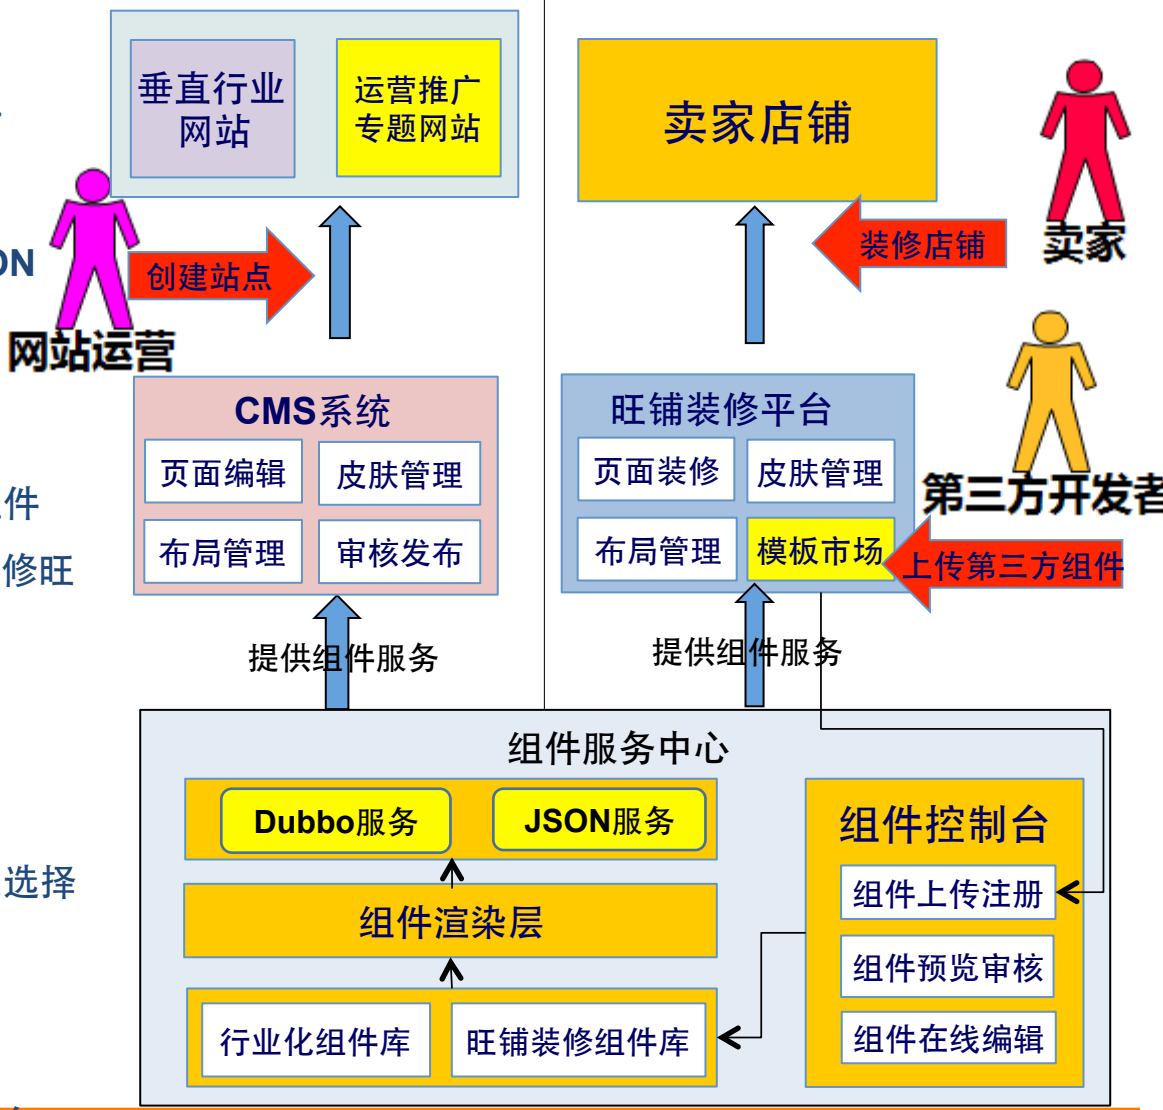 垂直行业
网站
运营推广
专题网站
卖家店铺
ON
创建站点
网站运营
装修店铺
卖家
CMS系统
页面编辑
皮肤管理
布局管理
审核发布
旺铺装修平台
页面装修
皮肤管理
布局管理
模板市场
第三方开发者
上传第三方组件
件
修旺
提供组件服务
提供组件服务
组件服务中心
Dubbo服务
JSON服务
组件控制台
选择
组件上传注册
组件渲染层
组件预览审核
行业化组件库
旺铺装修组件库
组件在线编辑